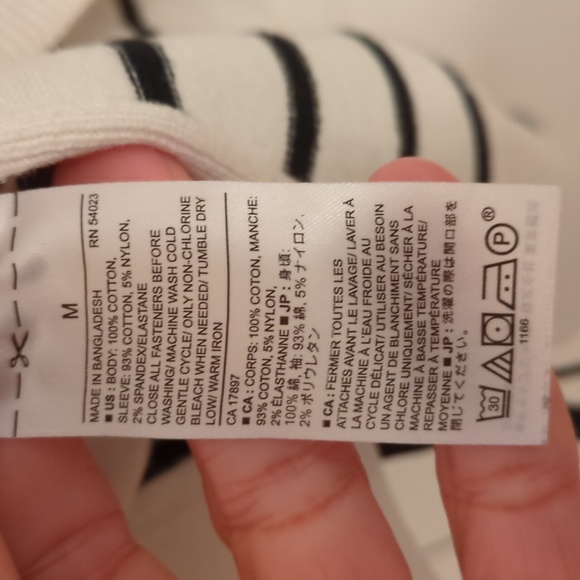 M
MADE IN BANGLADESH RN 54023
■ US : BODY: 100% COTTON,
SLEEVE: 93% COTTON, 5% NYLON,
2% SPANDEX/ELASTANE
CLOSE ALL FASTENERS BEFORE
WASHING/ MACHINE WASH COLD
GENTLE CYCLE/ ONLY NON-CHLORINE
BLEACH WHEN NEEDED/ TUMBLE DRY
LOW/ WARM IRON
CA 17897
■ CA : CORPS: 100% COTON, MANCHE:
93% COTON, 5% NYLON,
2% ÉLASTHANNE ■ JP : 身頃:
100% 綿, 袖: 93% 綿, 5% ナイロン,
2% ポリウレタン
■ CA: FERMER TOUTES LES
ATTACHES AVANT LE LAVAGE/ LAVER À
LA MACHINE À L'EAU FROIDE AU
CYCLE DÉLICAT/ UTILISER AU BESOIN
UN AGENT DE BLANCHIMENT SANS
CHLORE UNIQUEMENT/ SÉCHER À LA
MACHINE À BASSE TEMPÉRATURE/
REPASSER À TEMPÉRATURE
MOYENNE ■ JP : 洗濯の際は開口部を
閉じてください。
30 P ®
1166